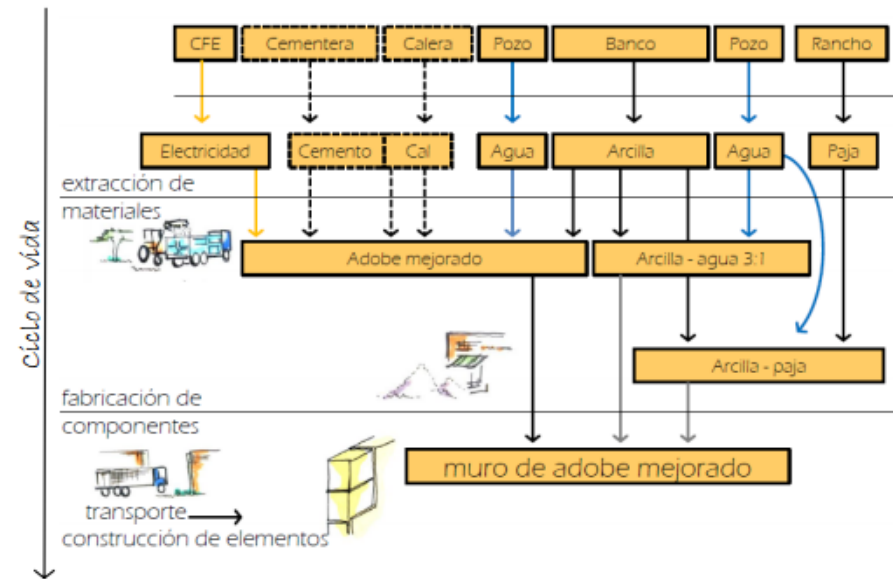 CFE
Cementera
Calera
Pozo
Banco
Pozo
Rancho
Electricidad
Cemento
Cal
Agua
Arcilla
Agua
Paja
extracción de
materiales
Adobe mejorado
Arcilla - agua 3:1
Arcilla - paja
Ciclo de vida
fabricación de
componentes
muro de adobe mejorado
transporte
construcción de elementos